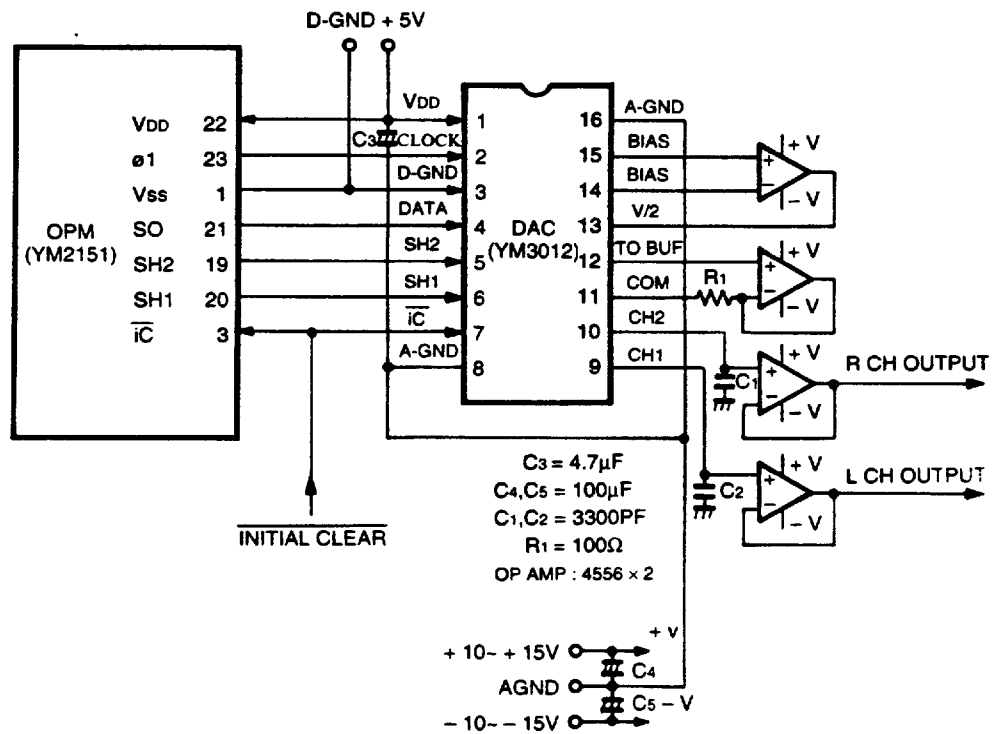 D-GND + 5V
VDD 22
ø1 23
Vss 1
SO 21
SH2 19
SH1 20
iC 3
OPM
(YM2151)
VDD
C3
CLOCK
D-GND
DATA
SH2
SH1
iC
A-GND
1
2
3
4
5
6
7
8
DAC
(YM3012)
16
15
14
13
12
11
10
9
A-GND
BIAS
BIAS
V/2
TO BUF
COM
CH2
CH1
R1
C1
C2
+
−
+ V
− V
+
−
+ V
− V
+
−
+ V
− V
R CH OUTPUT
+
−
+ V
− V
L CH OUTPUT
INITIAL CLEAR
C3 = 4.7µF
C4,C5 = 100µF
C1,C2 = 3300PF
R1 = 100Ω
OP AMP : 4556 × 2
+ 10~ + 15V
+ v
C4
AGND
C5 − V
− 10~ − 15V